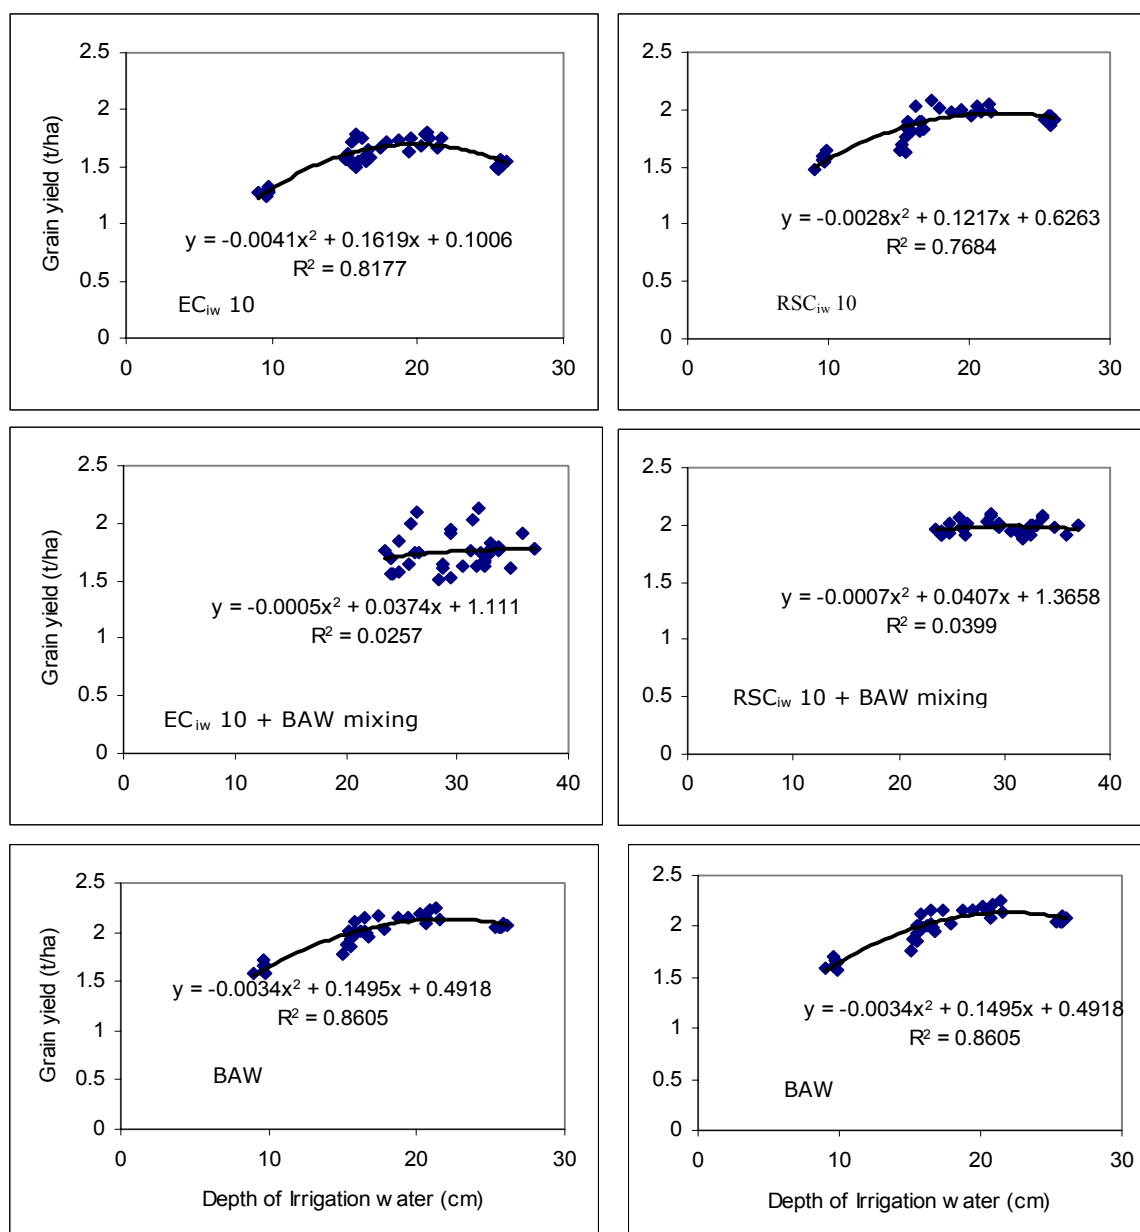 2.5
2
1.5
1
0.5
0
Grain yield (t/ha)
y = -0.0041x² + 0.1619x + 0.1006
R² = 0.8177
ECiw 10
0 10 20 30
2.5
2
1.5
1
0.5
0
y = -0.0028x² + 0.1217x + 0.6263
R² = 0.7684
RSCiw 10
0 10 20 30
2.5
2
1.5
1
0.5
0
Grain yield (t/ha)
y = -0.0005x² + 0.0374x + 1.111
R² = 0.0257
ECiw 10 + BAW mixing
0 10 20 30 40
2.5
2
1.5
1
0.5
0
y = -0.0007x² + 0.0407x + 1.3658
R² = 0.0399
RSCiw 10 + BAW mixing
0 10 20 30 40
2.5
2
1.5
1
0.5
0
Grain yield (t/ha)
y = -0.0034x² + 0.1495x + 0.4918
R² = 0.8605
BAW
0 10 20 30
Depth of Irrigation water (cm)
2.5
2
1.5
1
0.5
0
y = -0.0034x² + 0.1495x + 0.4918
R² = 0.8605
BAW
0 10 20 30
Depth of Irrigation water (cm)